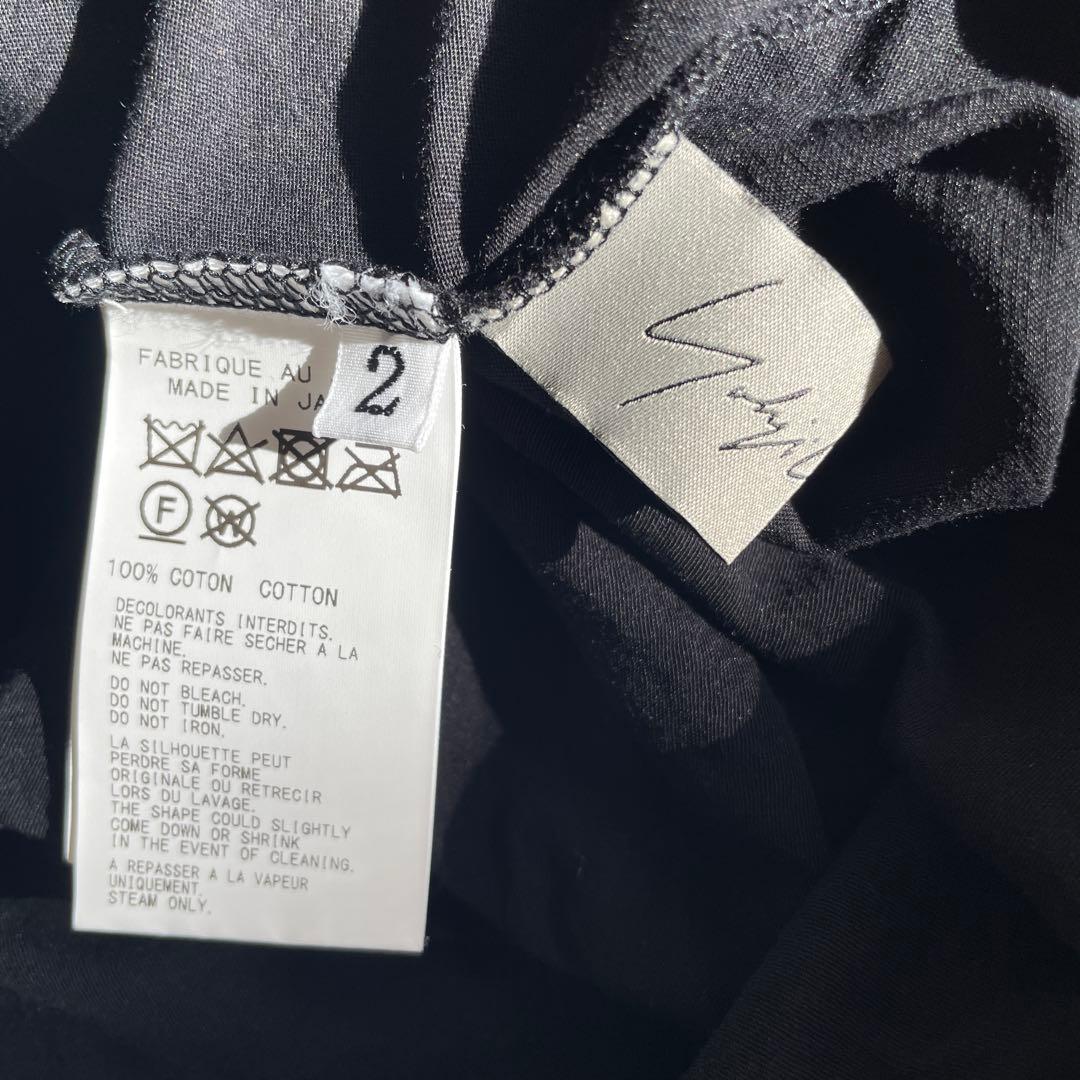 FABRIQUE AU
MADE IN JA
2
F
W
100% COTON COTTON
DECOLORANTS INTERDITS.
NE PAS FAIRE SECHER A LA
MACHINE.
NE PAS REPASSER.
DO NOT BLEACH.
DO NOT TUMBLE DRY.
DO NOT IRON.
LA SILHOUETTE PEUT
PERDRE SA FORME
ORIGINALE OU RETRECIR
LORS DU LAVAGE.
THE SHAPE COULD SLIGHTLY
COME DOWN OR SHRINK
IN THE EVENT OF CLEANING.
A REPASSER A LA VAPEUR
UNIQUEMENT.
STEAM ONLY.